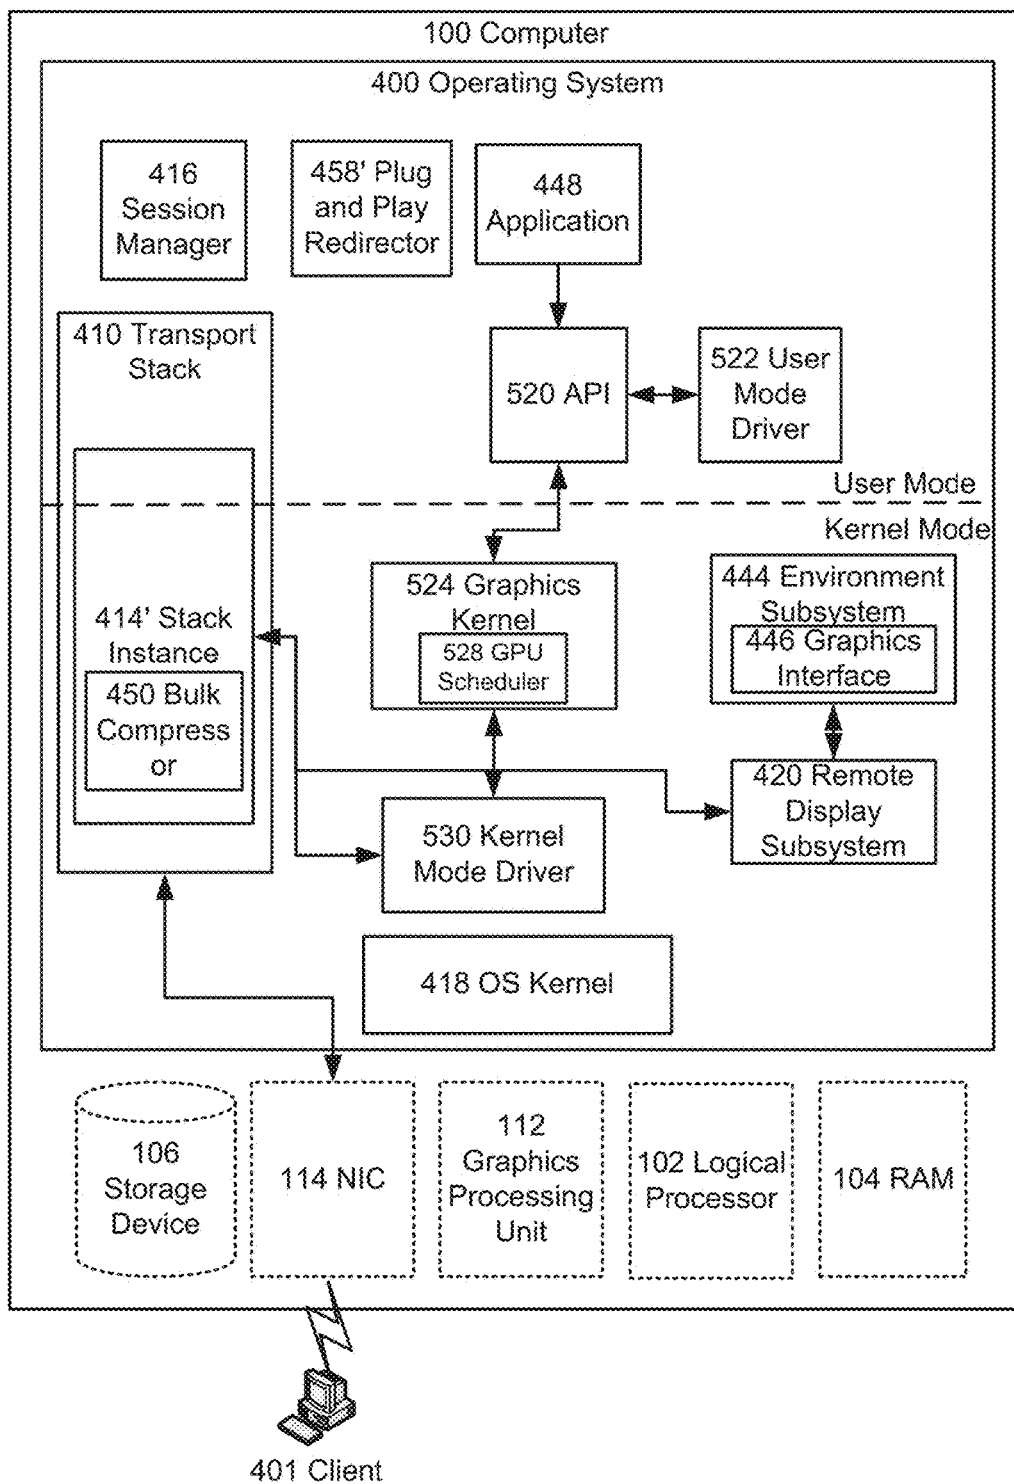 100 Computer
400 Operating System
416
Session
Manager
458' Plug
and Play
Redirector
448
Application
410 Transport
Stack
520 API
522 User
Mode
Driver
User Mode
Kernel Mode
414' Stack
Instance
450 Bulk
Compress
or
524 Graphics
Kernel
528 GPU
Scheduler
444 Environment
Subsystem
446 Graphics
Interface
530 Kernel
Mode Driver
420 Remote
Display
Subsystem
418 OS Kernel
106
Storage
Device
114 NIC
112
Graphics
Processing
Unit
102 Logical
Processor
104 RAM
401 Client